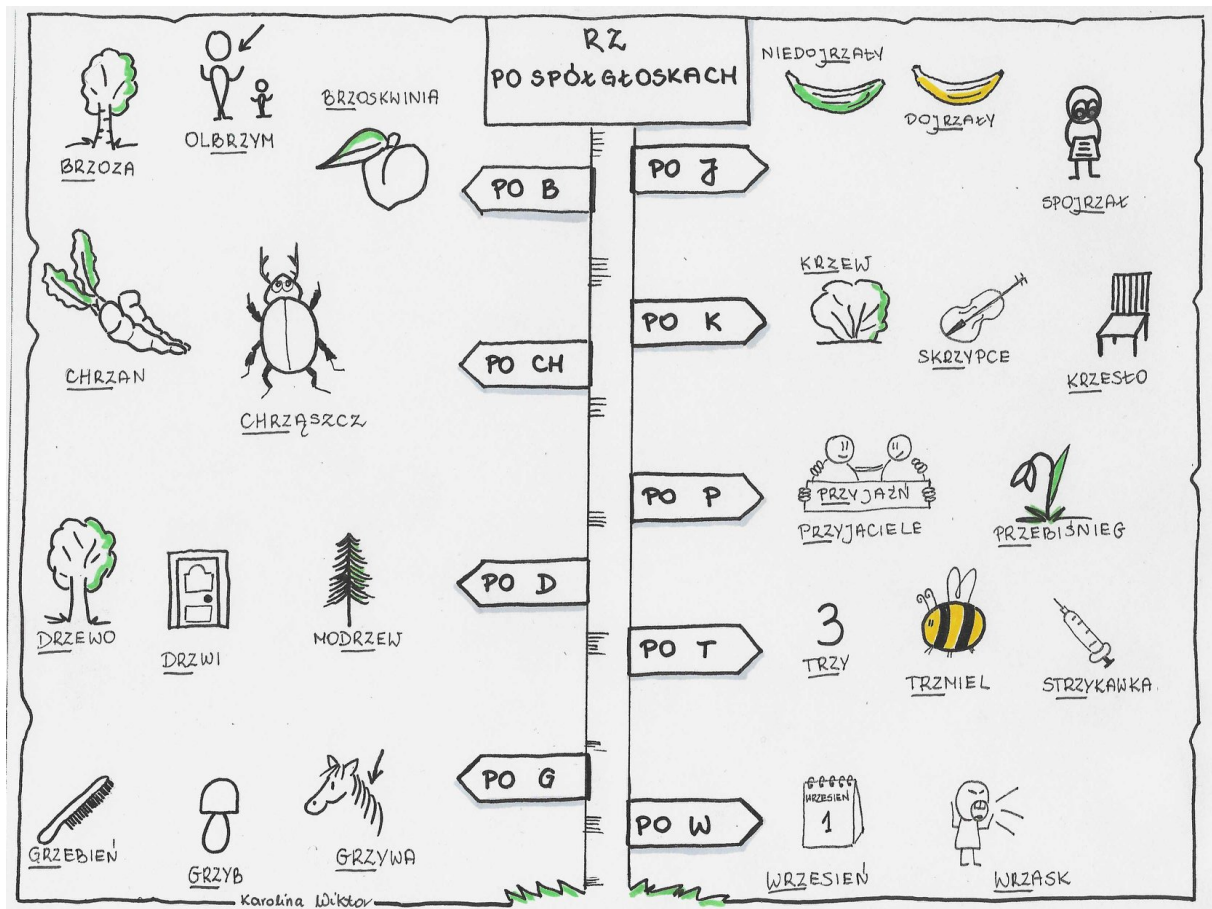 RZ
PO SPÓŁGŁOSKACH
BRZOZA
OLBRZYM
BRZOSKWINIA
PO B
CHRZAN
CHRZĄSZCZ
PO CH
DRZEWO
DRZWI
MODRZEW
PO D
GRZEBIEŃ
GRZYB
GRZYWA
PO G
NIEDOJRZAŁY
DOJRZAŁY
SPOJRZAŁ
PO J
KRZEW
SKRZYPCE
KRZESŁO
PO K
PRZYJAŹŃ
PRZYJACIELE
PRZEBIŚNIEG
PO P
3
TRZY
TRZMIEL
STRZYKAWKA
PO T
WRZESIEŃ
1
WRZESIEŃ
WRZASK
PO W
Karolina Wiktor